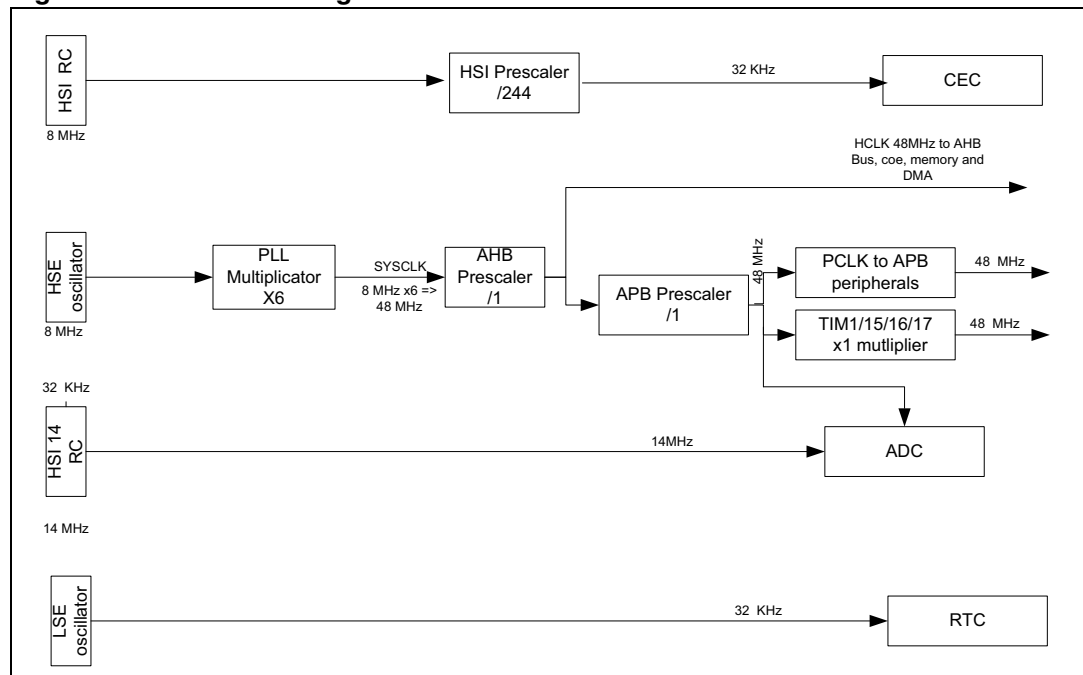 HSI RC
8 MHz
HSI Prescaler
/244
32 KHz
CEC
HCLK 48MHz to AHB
Bus, coe, memory and
DMA
HSE
oscillator
8 MHz
PLL
Multiplicator
X6
SYSCLK
8 MHz x6 =>
48 MHz
AHB
Prescaler
/1
APB Prescaler
/1
48 MHz
PCLK to APB
peripherals
48 MHz
TIM1/15/16/17
x1 mutliplier
48 MHz
32 KHz
HSI 14
RC
14 MHz
14MHz
ADC
LSE
oscillator
32 KHz
RTC